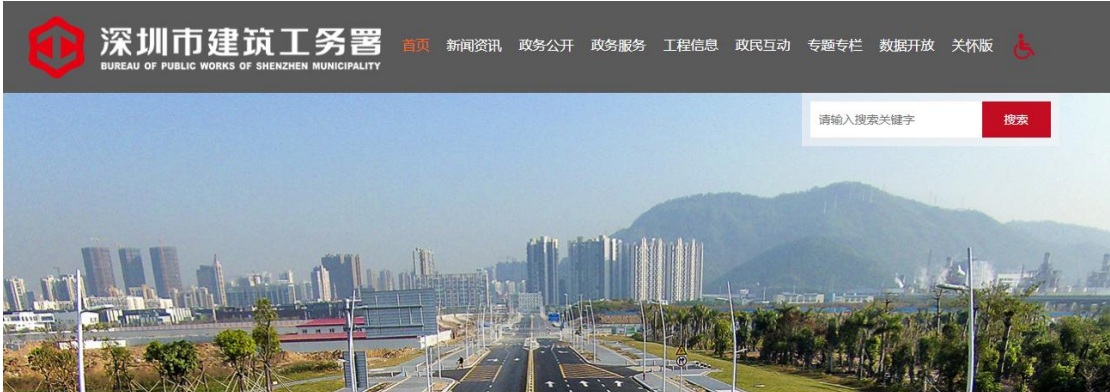 深圳市建筑工务署
BUREAU OF PUBLIC WORKS OF SHENZHEN MUNICIPALITY
首页 新闻资讯 政务公开 政务服务 工程信息 政民互动 专题专栏 数据开放 关怀版
请输入搜索关键字 搜索